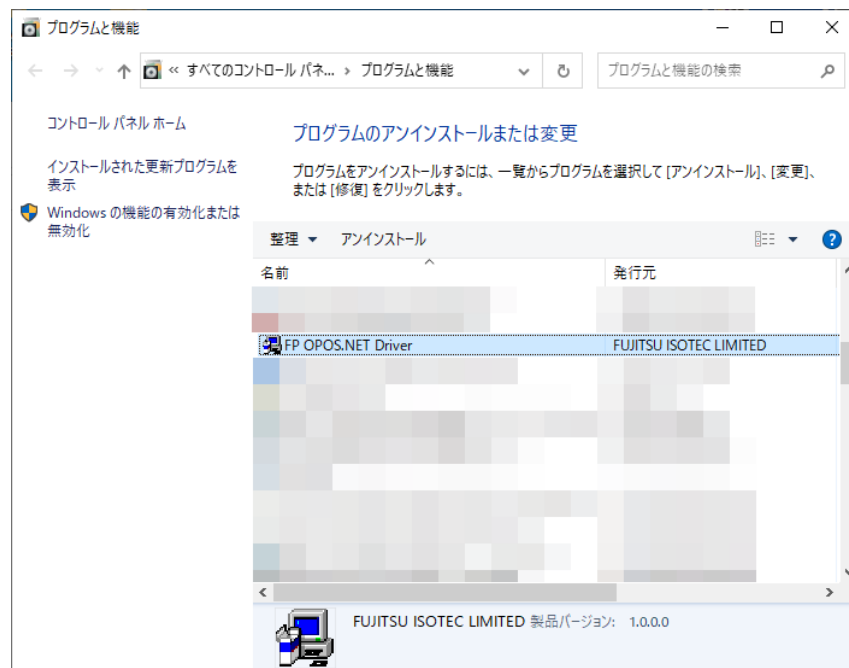 プログラムと機能
« すべてのコントロール パネ... › プログラムと機能
プログラムと機能の検索
コントロール パネル ホーム
インストールされた更新プログラムを
表示
Windows の機能の有効化または
無効化
プログラムのアンインストールまたは変更
プログラムをアンインストールするには、一覧からプログラムを選択して [アンインストール]、[変更]、
または [修復] をクリックします。
整理 アンインストール
名前 発行元
FP OPOS.NET Driver FUJITSU ISOTEC LIMITED
FUJITSU ISOTEC LIMITED 製品バージョン: 1.0.0.0